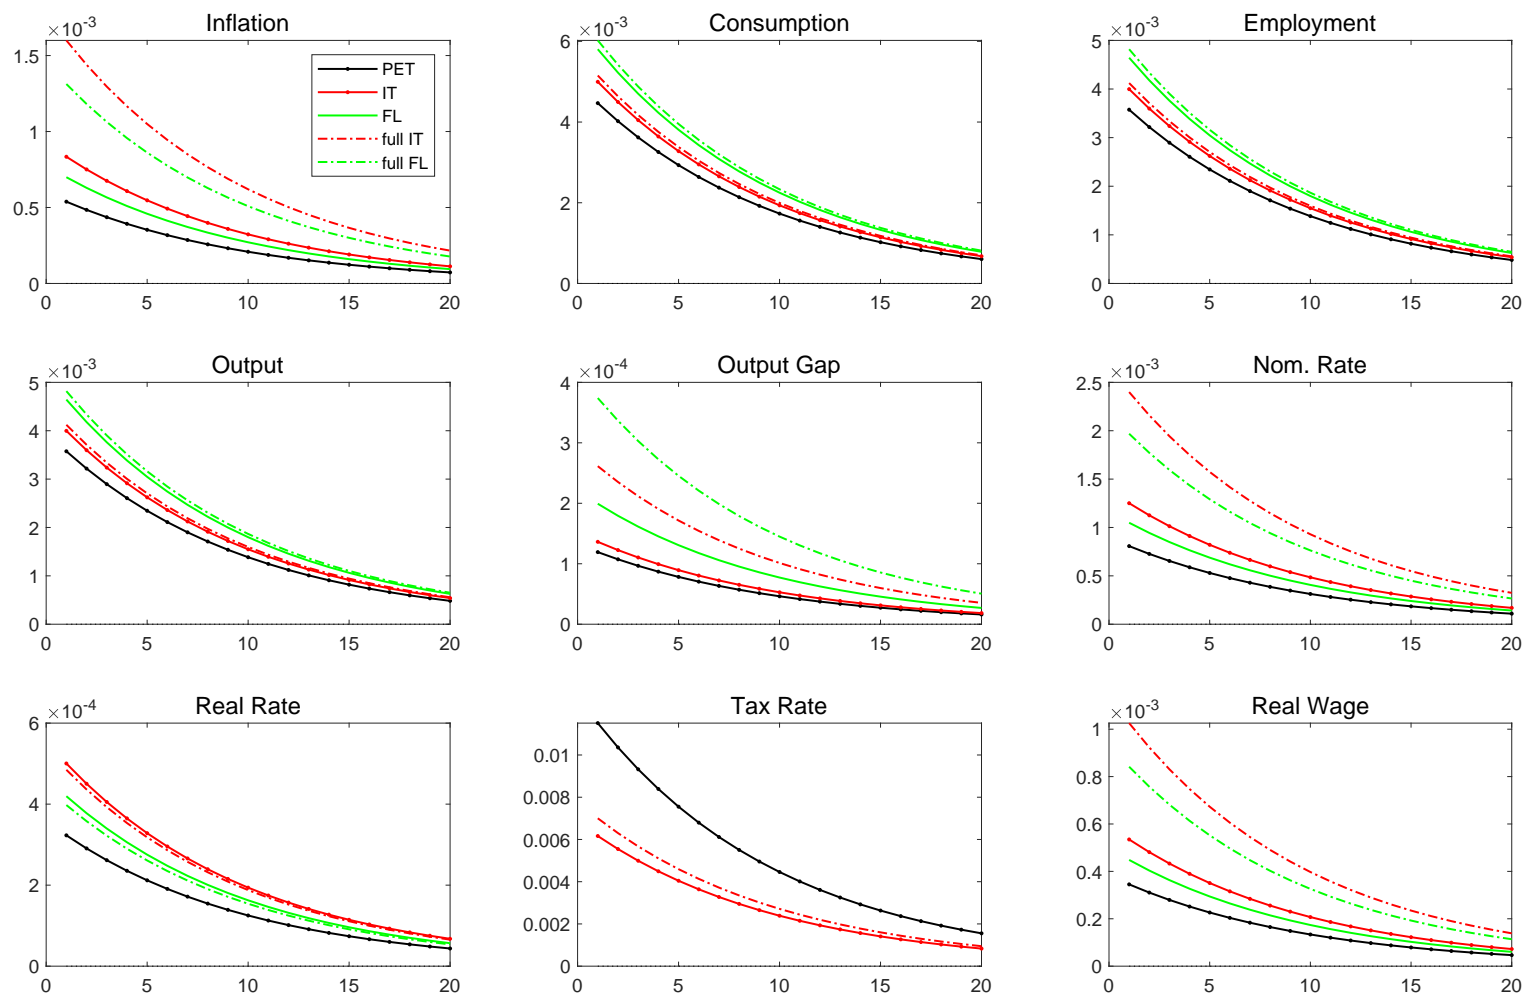 Inflation
×10-3
1.5
1
0.5
0
0 5 10 15 20
PET
IT
FL
full IT
full FL
Consumption
×10-3
6
4
2
0
0 5 10 15 20
Employment
×10-3
5
4
3
2
1
0
0 5 10 15 20
Output
×10-3
5
4
3
2
1
0
0 5 10 15 20
Output Gap
×10-4
4
3
2
1
0
0 5 10 15 20
Nom. Rate
×10-3
2.5
2
1.5
1
0.5
0
0 5 10 15 20
Real Rate
×10-4
6
4
2
0
0 5 10 15 20
Tax Rate
0.01
0.008
0.006
0.004
0.002
0
0 5 10 15 20
Real Wage
×10-3
1
0.8
0.6
0.4
0.2
0
0 5 10 15 20